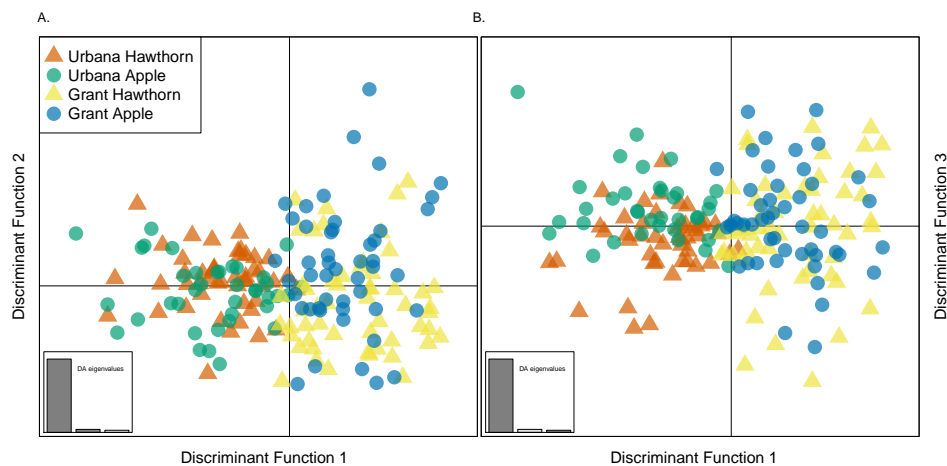 A.
B.
Urbana Hawthorn
Urbana Apple
Grant Hawthorn
Grant Apple
Discriminant Function 2
Discriminant Function 3
DA eigenvalues
DA eigenvalues
Discriminant Function 1
Discriminant Function 1